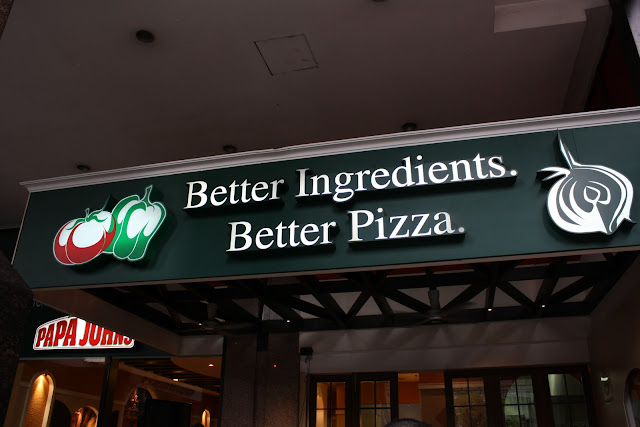 Better Ingredients.
Better Pizza.
PAPA JOHNS